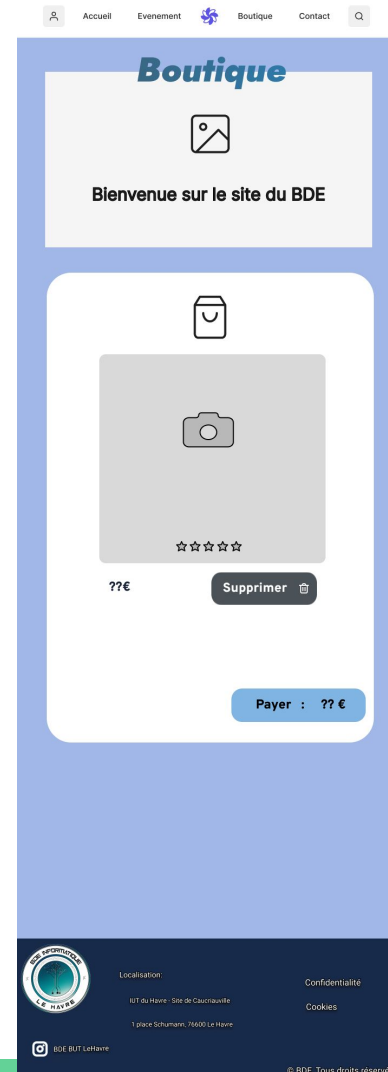 Accueil Evenement Boutique Contact
Boutique
Bienvenue sur le site du BDE
??€
Supprimer
Payer : ?? €
BDE INFORMATIQUE
LE HAVRE
Localisation:
IUT du Havre - Site de Caucriauville
1 place Schumann, 76600 Le Havre
Confidentialité
Cookies
BDE BUT LeHavre
© BDE. Tous droits réservé